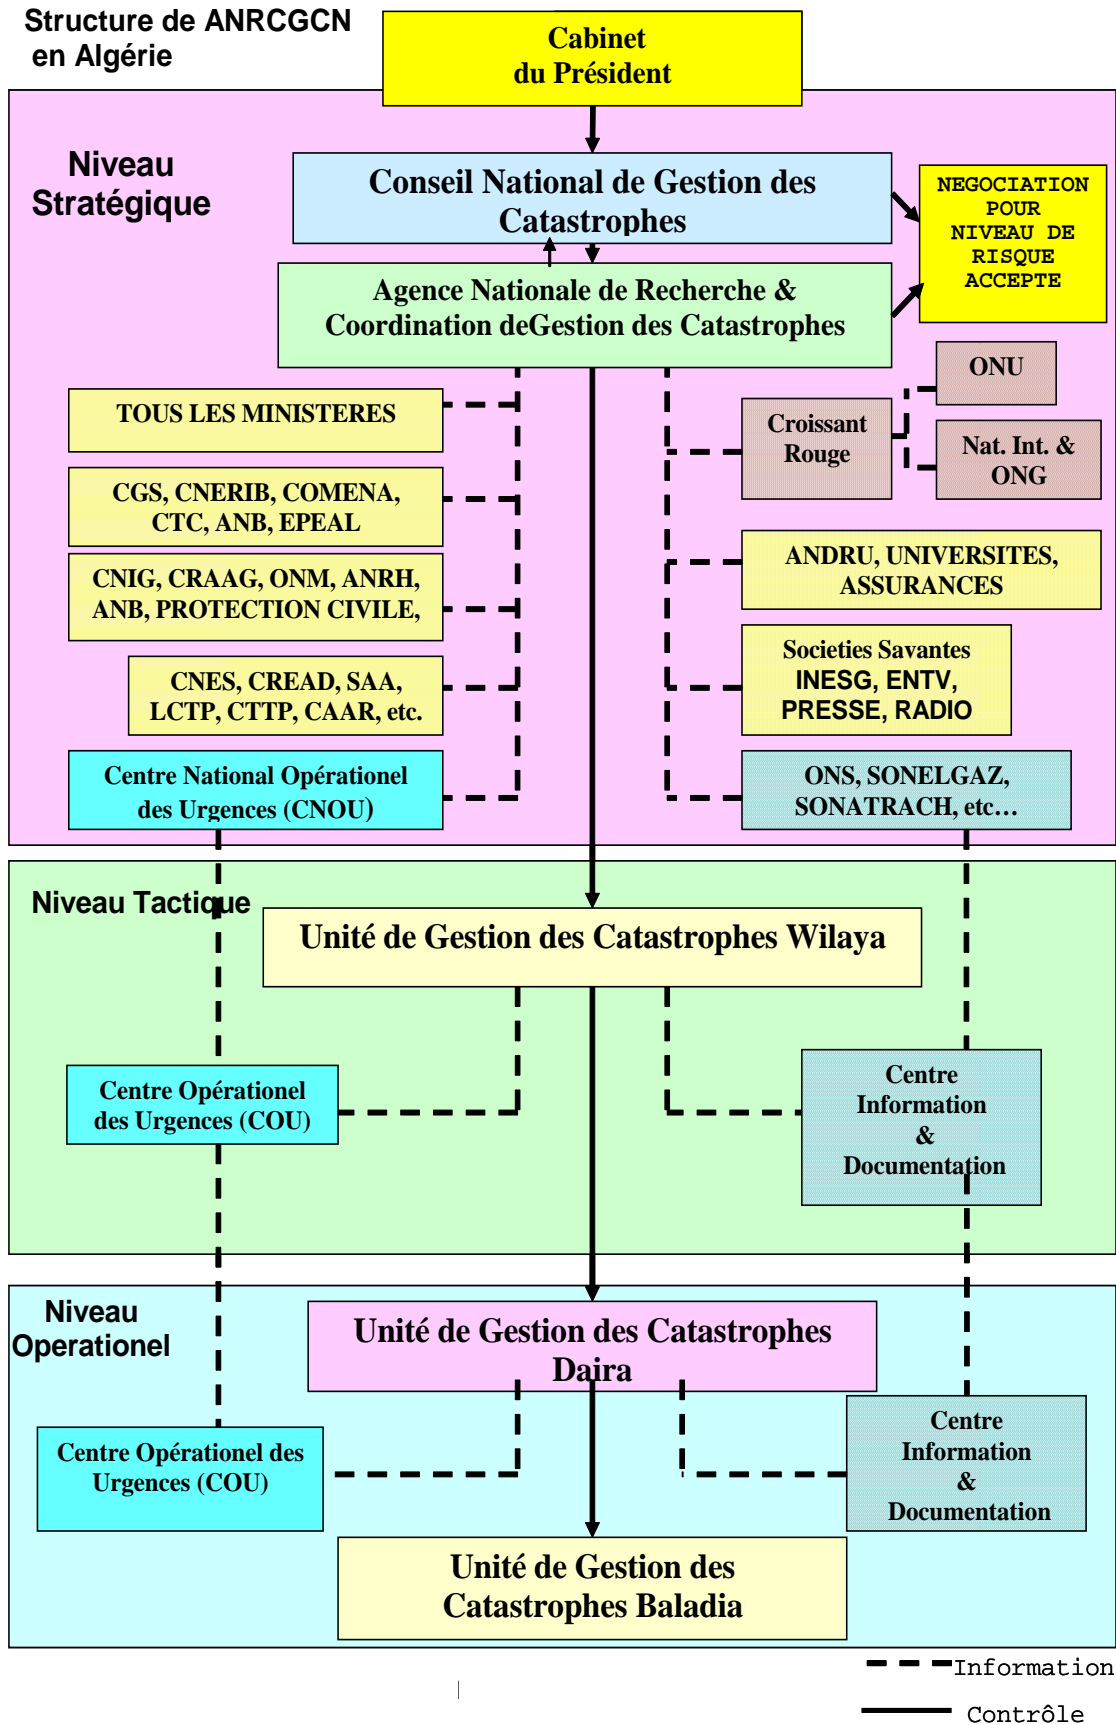 Structure de ANRCGCN
en Algérie
Cabinet
du Président
Niveau
Stratégique
Conseil National de Gestion des
Catastrophes
NEGOCIATION
POUR
NIVEAU DE
RISQUE
ACCEPTE
Agence Nationale de Recherche &
Coordination deGestion des Catastrophes
TOUS LES MINISTERES
CGS, CNERIB, COMENA,
CTC, ANB, EPEAL
CNIG, CRAAG, ONM, ANRH,
ANB, PROTECTION CIVILE,
CNES, CREAD, SAA,
LCTP, CTTP, CAAR, etc.
Centre National Opérationel
des Urgences (CNOU)
Croissant
Rouge
ONU
Nat. Int. &
ONG
ANDRU, UNIVERSITES,
ASSURANCES
Societies Savantes
INESG, ENTV,
PRESSE, RADIO
ONS, SONELGAZ,
SONATRACH, etc…
Niveau Tactique
Unité de Gestion des Catastrophes Wilaya
Centre Opérationel
des Urgences (COU)
Centre
Information
&
Documentation
Niveau
Operationel
Unité de Gestion des Catastrophes
Daira
Centre Opérationel des
Urgences (COU)
Centre
Information
&
Documentation
Unité de Gestion des
Catastrophes Baladia
Information
Contrôle